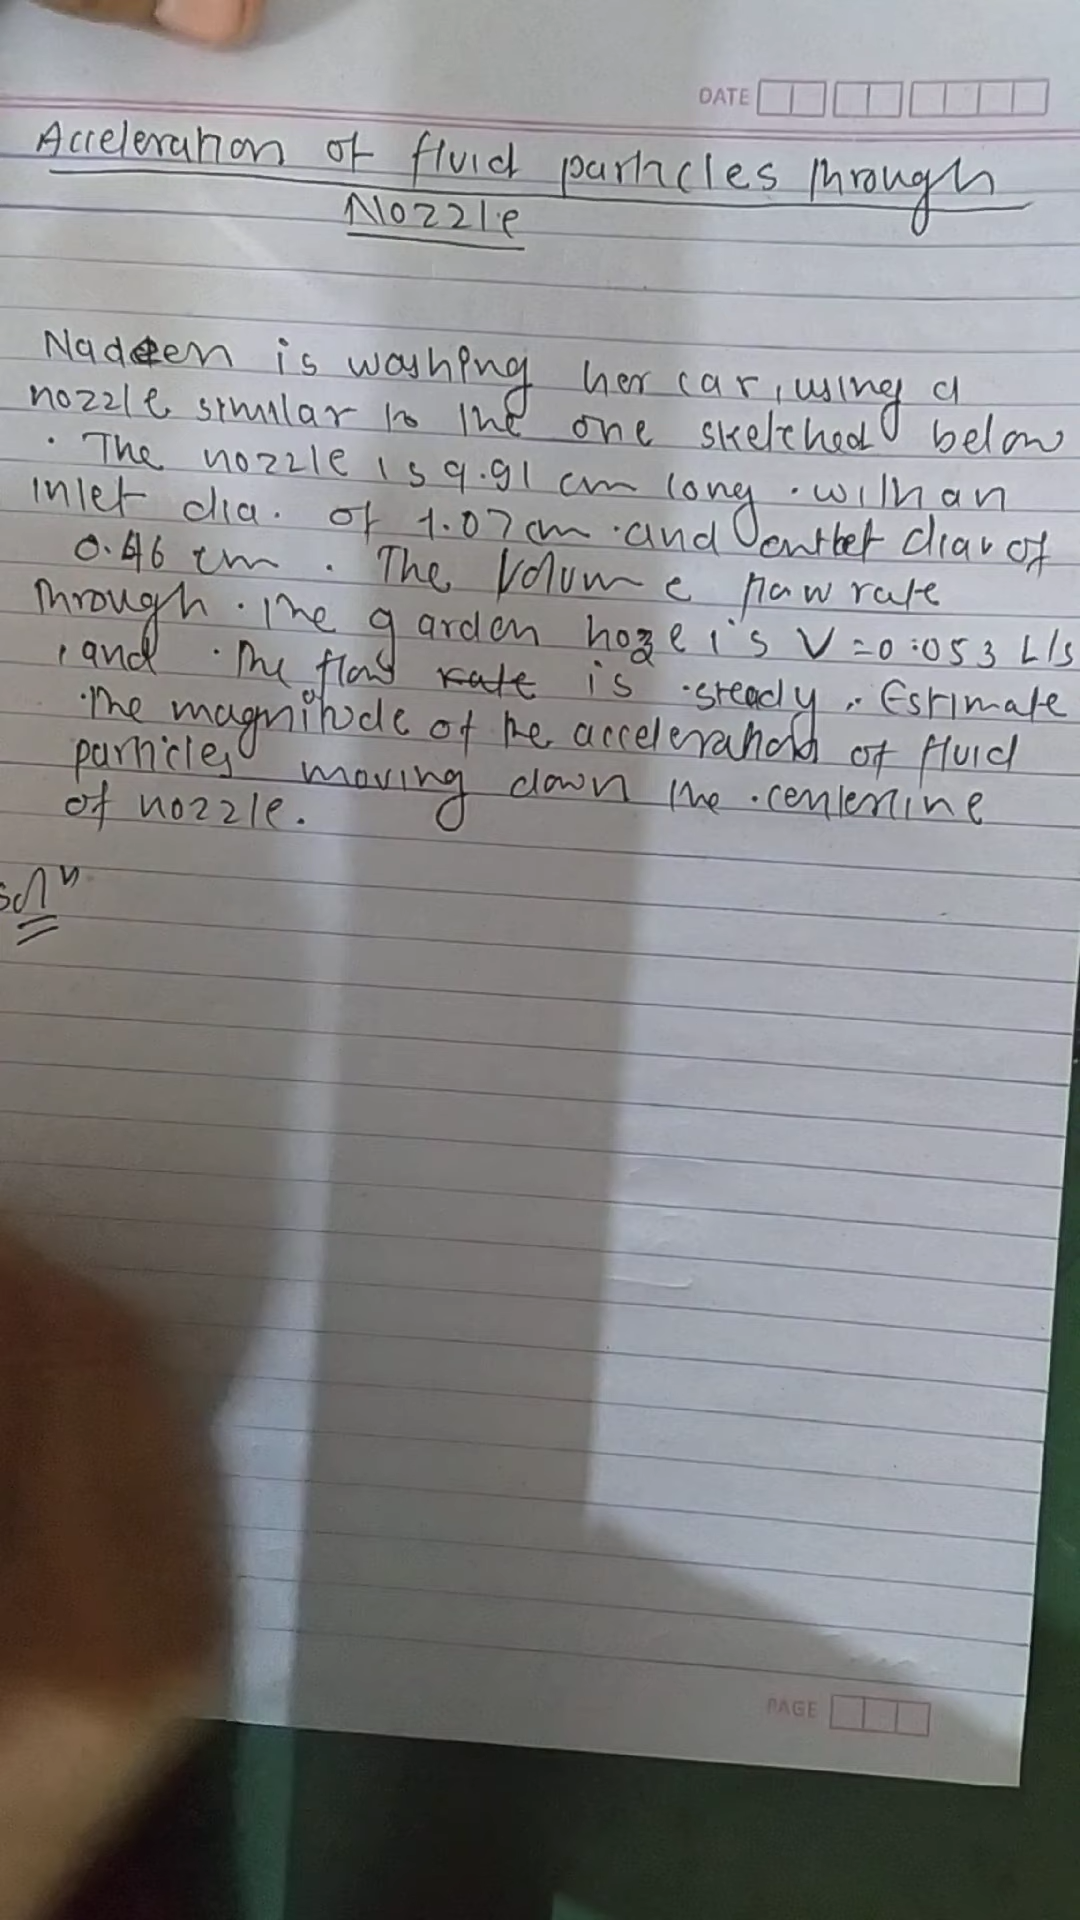 DATE
Acceleration of fluid particles through
Nozzle
Nadeen is washing her car, using a
nozzle similar to the one sketched below
. The nozzle is 9.91 cm long . with an
inlet dia. of 1.07 cm . and outlet dia. of
0.46 cm . The Volume flow rate
through . the garden hoze is V = 0.053 L/s
, and . the flow rate is steady . Estimate
. the magnitude of the acceleration of fluid
particles moving down the . centerline
of nozzle.
Solⁿ
PAGE